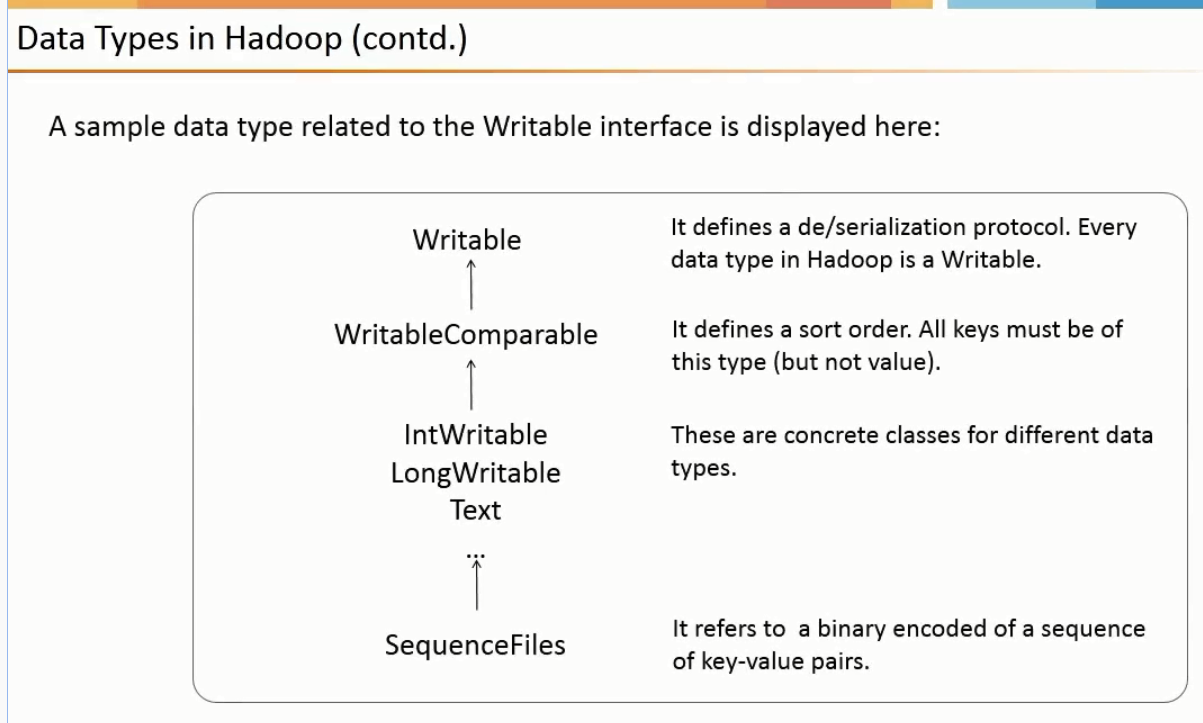 Data Types in Hadoop (contd.)
A sample data type related to the Writable interface is displayed here:
Writable
It defines a de/serialization protocol. Every
data type in Hadoop is a Writable.
WritableComparable
It defines a sort order. All keys must be of
this type (but not value).
IntWritable
LongWritable
Text
...
These are concrete classes for different data
types.
SequenceFiles
It refers to  a binary encoded of a sequence
of key-value pairs.